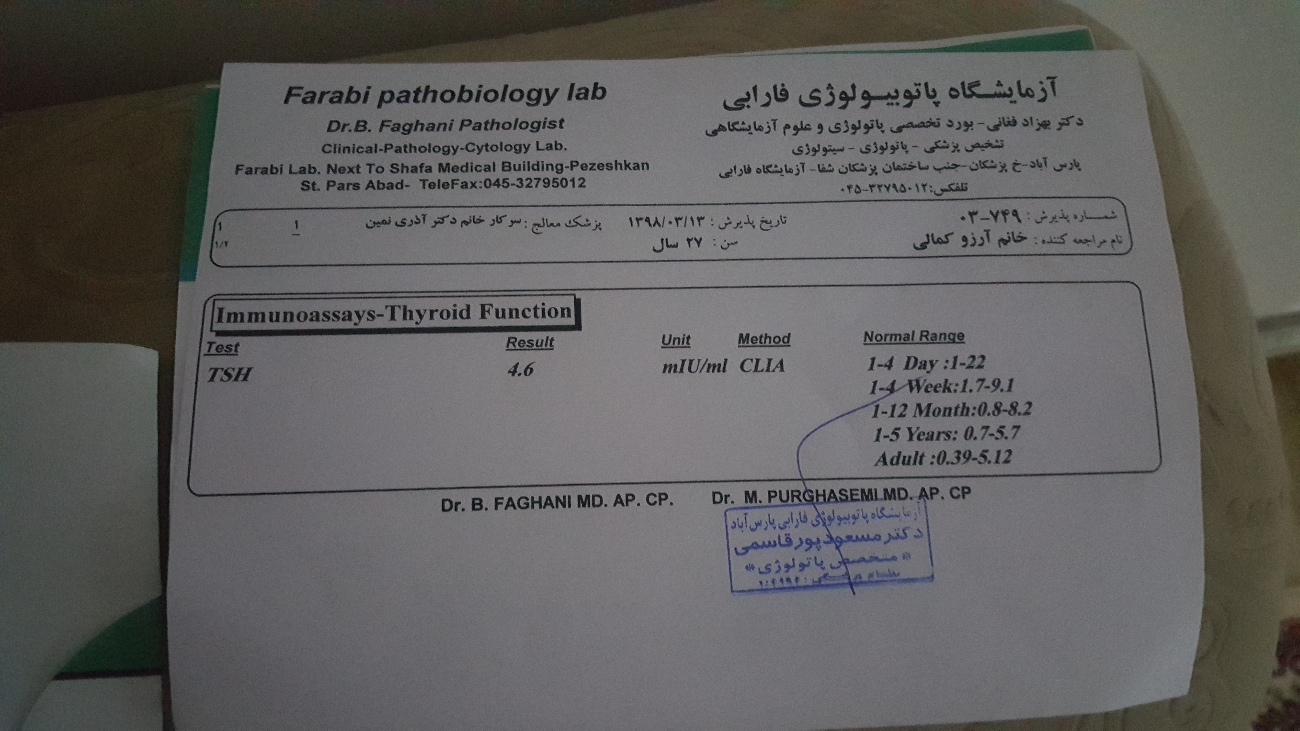 Farabi pathobiology lab
Dr.B. Faghani Pathologist
Clinical-Pathology-Cytology Lab.
Farabi Lab. Next To Shafa Medical Building-Pezeshkan
St. Pars Abad- TeleFax:045-32795012
آزمایشگاه پاتوبیولوژی فارابی
دکتر بهزاد فغانی- بورد تخصصی پاتولوژی و علوم آزمایشگاهی
تشخیص پزشکی - پاتولوژی - سیتولوژی
پارس آباد-خ پزشکان-جنب ساختمان پزشکان شفا- آزمایشگاه فارابی
تلفکس:۳۲۷۹۵۰۱۲-۰۴۵
شماره پذیرش : ۷۴۹-۰۳ تاریخ پذیرش : ۱۳۹۸/۰۳/۱۳ پزشک معالج : سرکار خانم دکتر آذری نمین ۱ ۱
نام مراجعه کننده : خانم آرزو کمالی سن : ۲۷ سال ۱/۲
Immunoassays-Thyroid Function
Test Result Unit Method Normal Range
TSH 4.6 mIU/ml CLIA 1-4 Day :1-22
1-4 Week:1.7-9.1
1-12 Month:0.8-8.2
1-5 Years: 0.7-5.7
Adult :0.39-5.12
Dr. B. FAGHANI MD. AP. CP. Dr. M. PURGHASEMI MD. AP. CP
آزمایشگاه پاتوبیولوژی فارابی پارس آباد
دکتر مسعود پورقاسمی
* متخصص پاتولوژی *